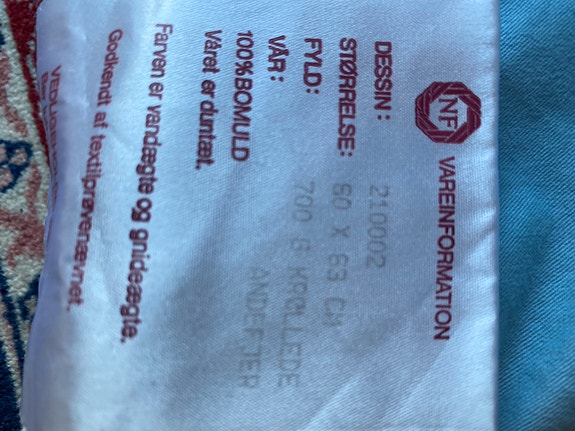 NF VAREINFORMATION
DESSIN: 210002
STØRRELSE: 60 X 63 CM
FYLD: 700 G KRØLLEDE
ANDEFJER
VÅR:
100% BOMULD
Våret er duntæt.
Farven er vandægte og gnideægte.
Godkendt af textilprøvenævnet.